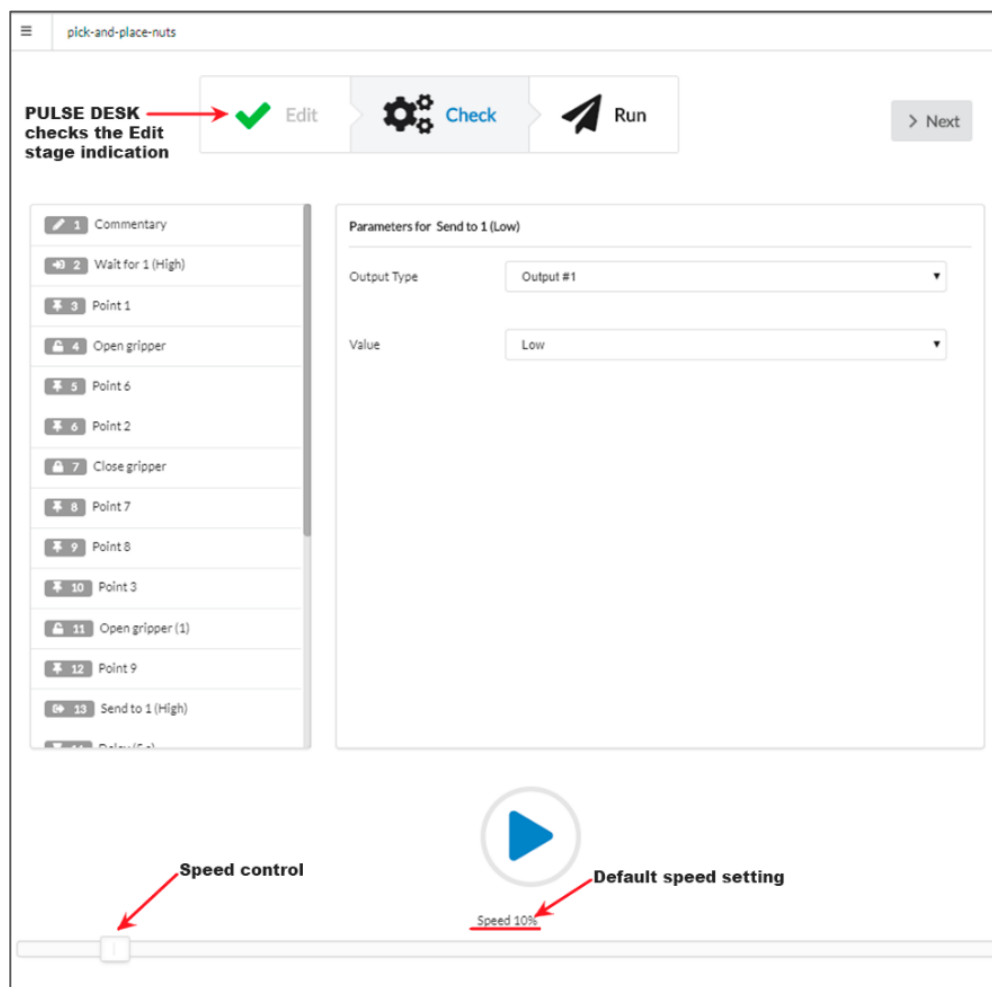 pick-and-place-nuts
PULSE DESK
checks the Edit
stage indication
Edit
Check
Run
> Next
1 Commentary
2 Wait for 1 (High)
3 Point 1
4 Open gripper
5 Point 6
6 Point 2
7 Close gripper
8 Point 7
9 Point 8
10 Point 3
11 Open gripper (1)
12 Point 9
13 Send to 1 (High)
Parameters for Send to 1 (Low)
Output Type
Output #1
Value
Low
Speed control
Default speed setting
Speed 10%